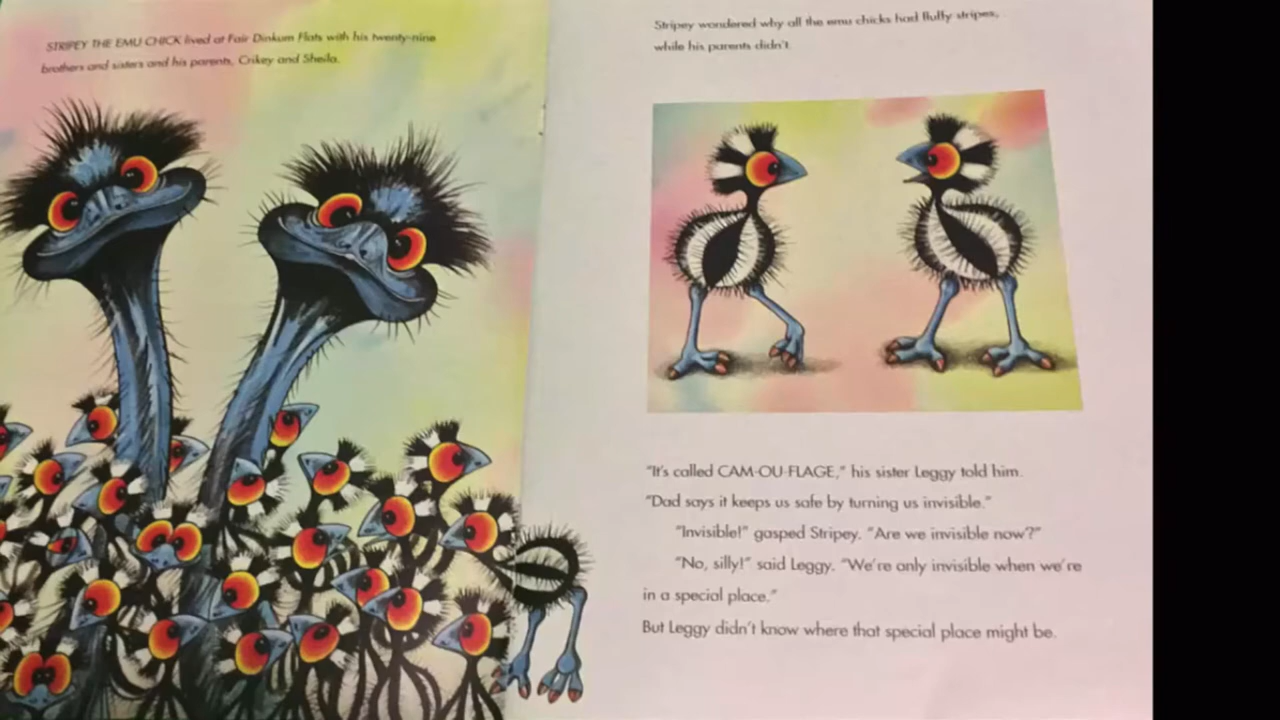 STRIPEY THE EMU CHICK lived at Fair Dinkum Flats with his twenty-nine
brothers and sisters and his parents, Crikey and Sheila.
Stripey wondered why all the emu chicks had fluffy stripes,
while his parents didn't.
"It's called CAM-OU-FLAGE," his sister Leggy told him.
"Dad says it keeps us safe by turning us invisible."
"Invisible!" gasped Stripey. "Are we invisible now?"
"No, silly!" said Leggy. "We're only invisible when we're
in a special place."
But Leggy didn't know where that special place might be.